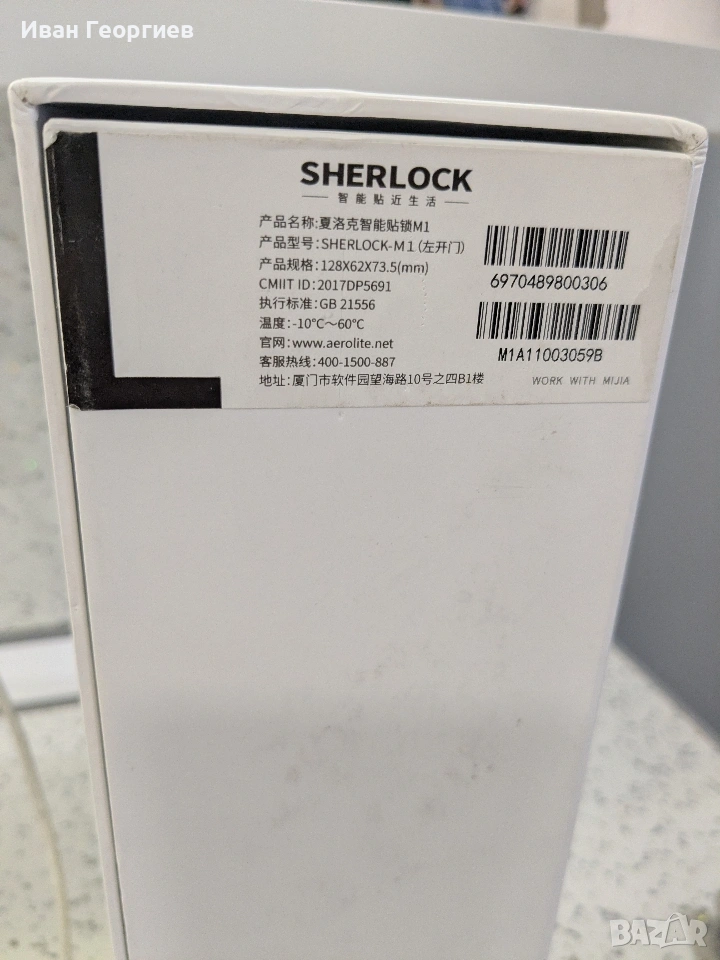 Иван Георгиев
SHERLOCK
智能贴近生活
产品名称:夏洛克智能贴锁M1
产品型号:SHERLOCK-M1(左开门)
产品规格:128X62X73.5(mm)
CMIIT ID:2017DP5691
执行标准:GB 21556
温度:-10℃～60℃
官网:www.aerolite.net
客服热线:400-1500-887
地址:厦门市软件园望海路10号之四B1楼
6970489800306
M1A11003059B
WORK WITH MIJIA
L
BAZAR